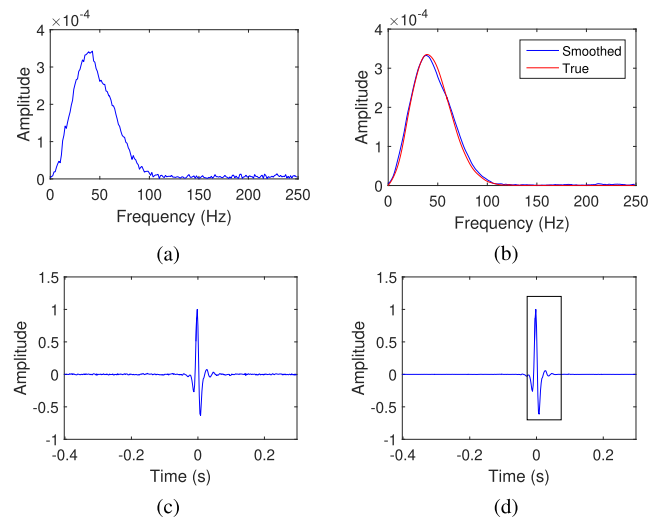 ×10⁻⁴
4
3
2
1
0
Amplitude
0 50 100 150 200 250
Frequency (Hz)
(a)
×10⁻⁴
4
3
2
1
0
Amplitude
Smoothed
True
0 50 100 150 200 250
Frequency (Hz)
(b)
1.5
1
0.5
0
-0.5
-1
Amplitude
-0.4 -0.2 0 0.2
Time (s)
(c)
1.5
1
0.5
0
-0.5
-1
Amplitude
-0.4 -0.2 0 0.2
Time (s)
(d)